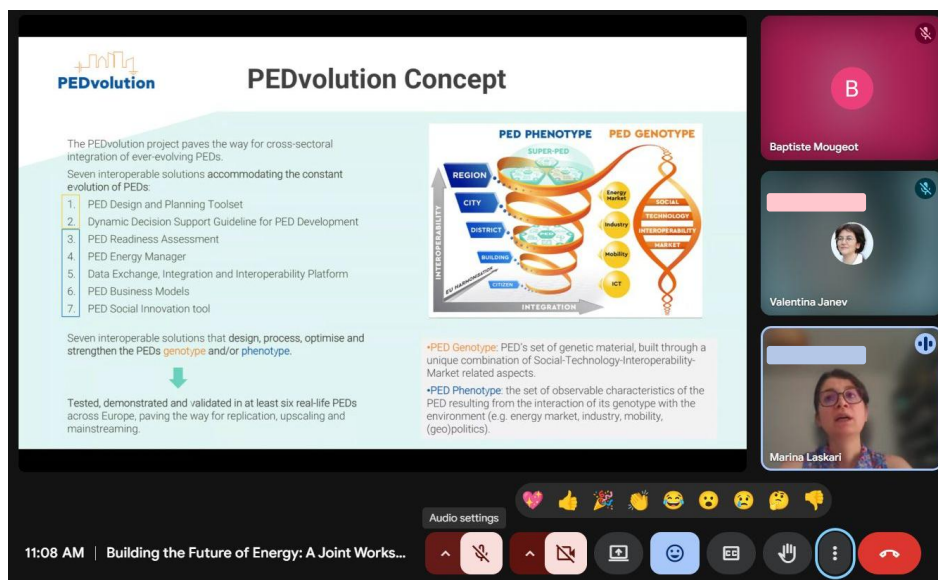 PEDvolution
PEDvolution Concept
The PEDvolution project paves the way for cross-sectoral
integration of ever-evolving PEDs.
Seven interoperable solutions accommodating the constant
evolution of PEDs:
1. PED Design and Planning Toolset
2. Dynamic Decision Support Guideline for PED Development
3. PED Readiness Assessment
4. PED Energy Manager
5. Data Exchange, Integration and Interoperability Platform
6. PED Business Models
7. PED Social Innovation tool
Seven interoperable solutions that design, process, optimise and
strengthen the PEDs genotype and/or phenotype.
Tested, demonstrated and validated in at least six real-life PEDs
across Europe, paving the way for replication, upscaling and
mainstreaming.
PED PHENOTYPE
PED GENOTYPE
SUPER-PED
REGION
CITY
DISTRICT
BUILDING
CITIZEN
PED
Energy
Market
Industry
Mobility
ICT
SOCIAL
TECHNOLOGY
INTEROPERABILITY
MARKET
INTEROPERABILITY
EU HARMONISATION
INTEGRATION
•PED Genotype: PED's set of genetic material, built through a
unique combination of Social-Technology-Interoperability-
Market related aspects.
•PED Phenotype: the set of observable characteristics of the
PED resulting from the interaction of its genotype with the
environment (e.g. energy market, industry, mobility,
(geo)politics).
B
Baptiste Mougeot
Valentina Janev
Marina Laskari
Audio settings
11:08 AM | Building the Future of Energy: A Joint Works...
CC